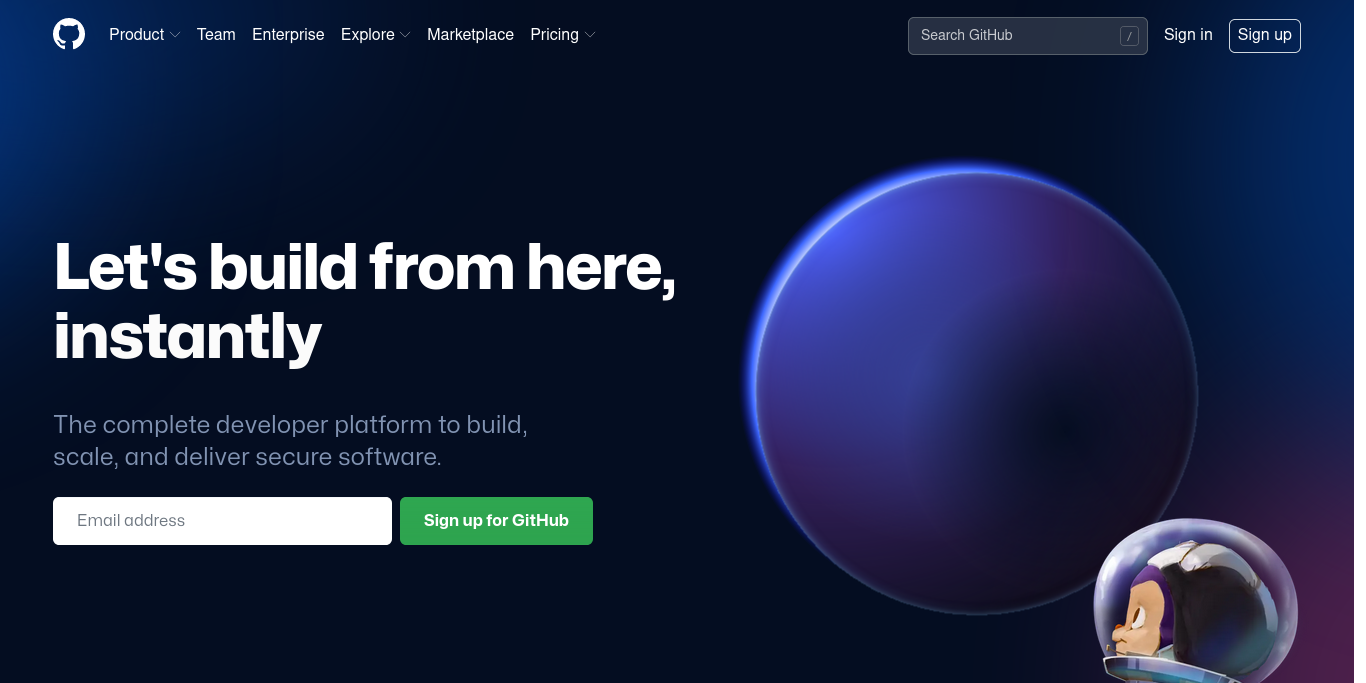 Product Team Enterprise Explore Marketplace Pricing Search GitHub / Sign in Sign up
Let's build from here,
instantly
The complete developer platform to build,
scale, and deliver secure software.
Email address Sign up for GitHub